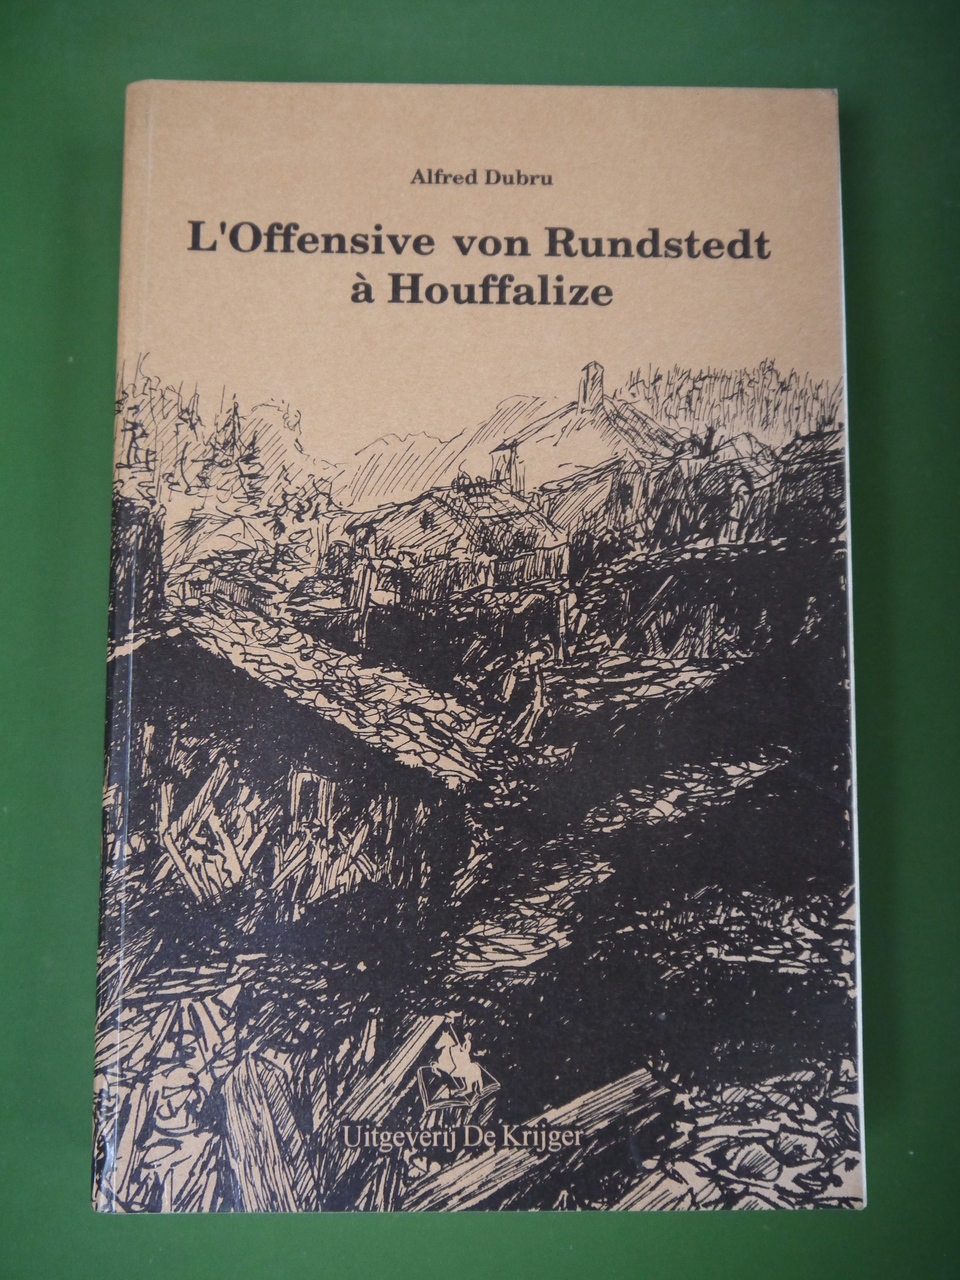 Alfred Dubru
L'Offensive von Rundstedt
à Houffalize
Uitgeverij De Krijger